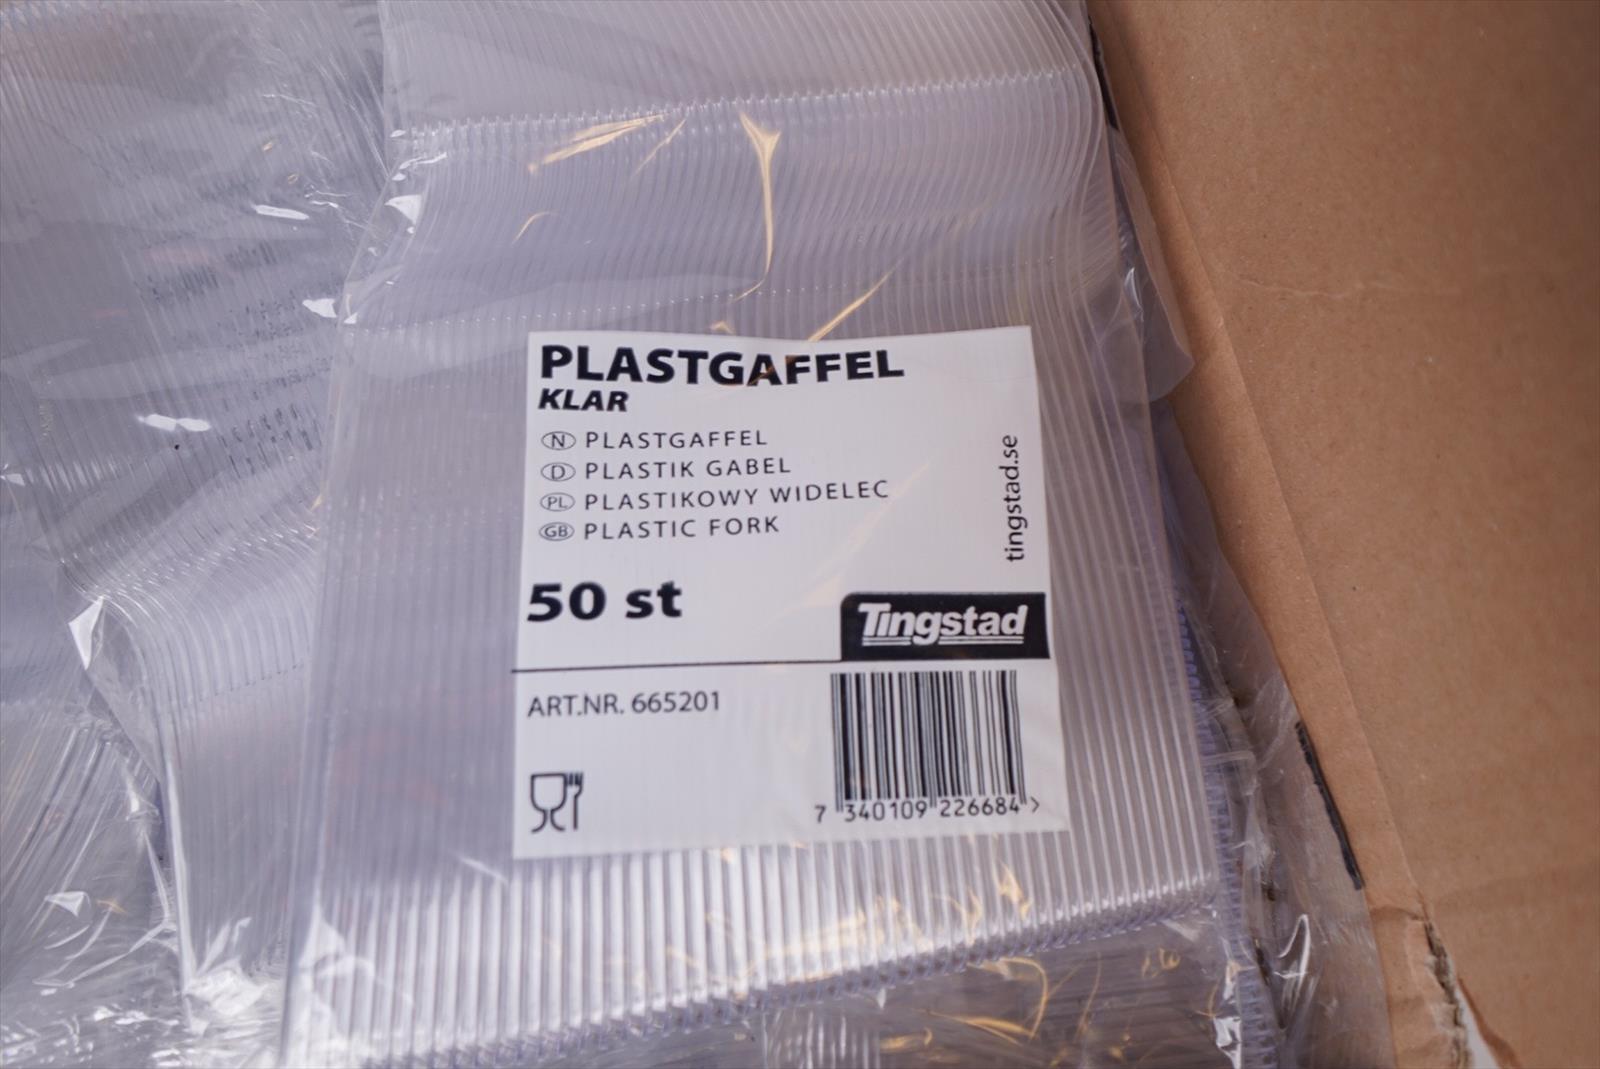 PLASTGAFFEL
KLAR
N PLASTGAFFEL
D PLASTIK GABEL
PL PLASTIKOWY WIDELEC
GB PLASTIC FORK
tingstad.se
50 st
Tingstad
ART.NR. 665201
7 340109 226684 >